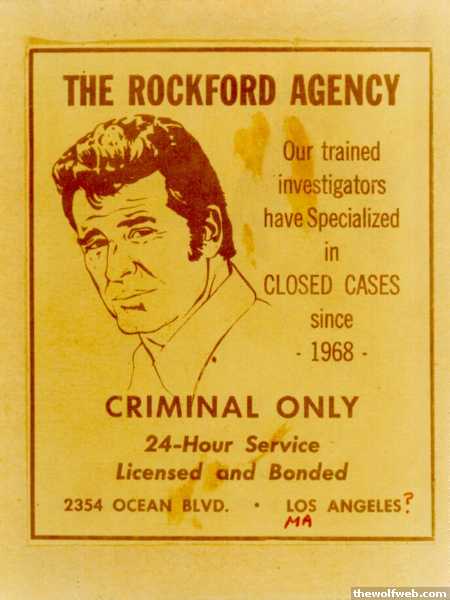 THE ROCKFORD AGENCY
Our trained
investigators
have Specialized
in
CLOSED CASES
since
- 1968 -
CRIMINAL ONLY
24-Hour Service
Licensed and Bonded
2354 OCEAN BLVD. • LOS ANGELES?
MA
thewolfweb.com